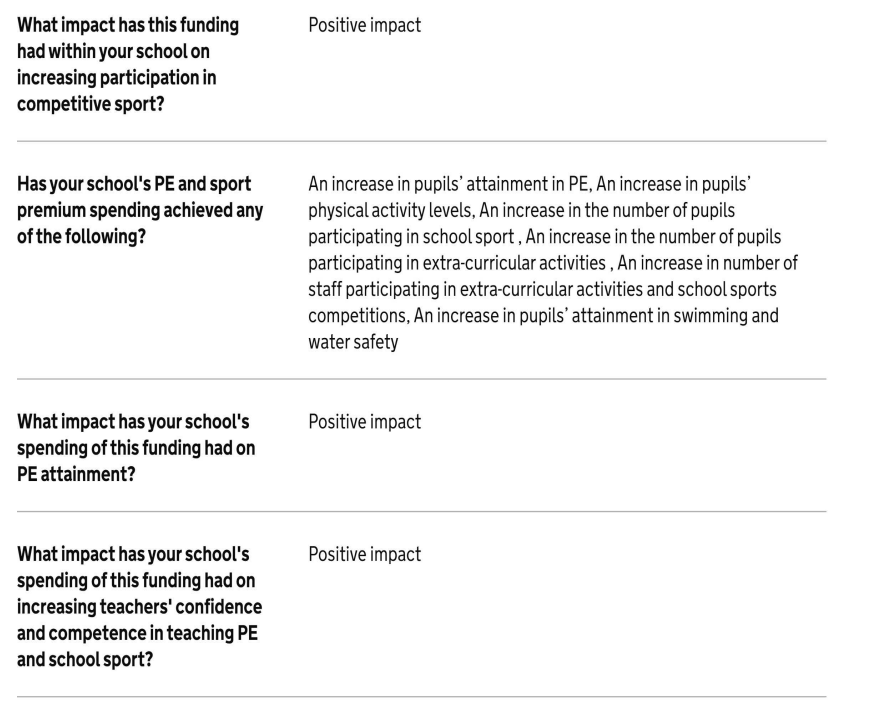 What impact has this funding
had within your school on
increasing participation in
competitive sport?
Positive impact
Has your school's PE and sport
premium spending achieved any
of the following?
An increase in pupils’ attainment in PE, An increase in pupils’
physical activity levels, An increase in the number of pupils
participating in school sport , An increase in the number of pupils
participating in extra-curricular activities , An increase in number of
staff participating in extra-curricular activities and school sports
competitions, An increase in pupils’ attainment in swimming and
water safety
What impact has your school's
spending of this funding had on
PE attainment?
Positive impact
What impact has your school's
spending of this funding had on
increasing teachers' confidence
and competence in teaching PE
and school sport?
Positive impact